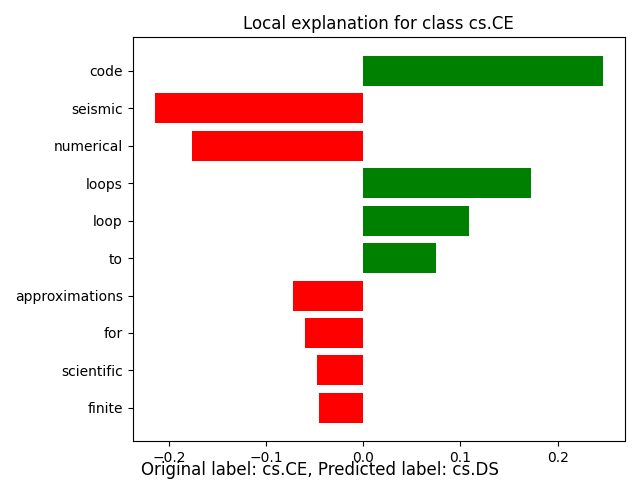 Local explanation for class cs.CE
code
seismic
numerical
loops
loop
to
approximations
for
scientific
finite
−0.2 −0.1 0.0 0.1 0.2
Original label: cs.CE, Predicted label: cs.DS